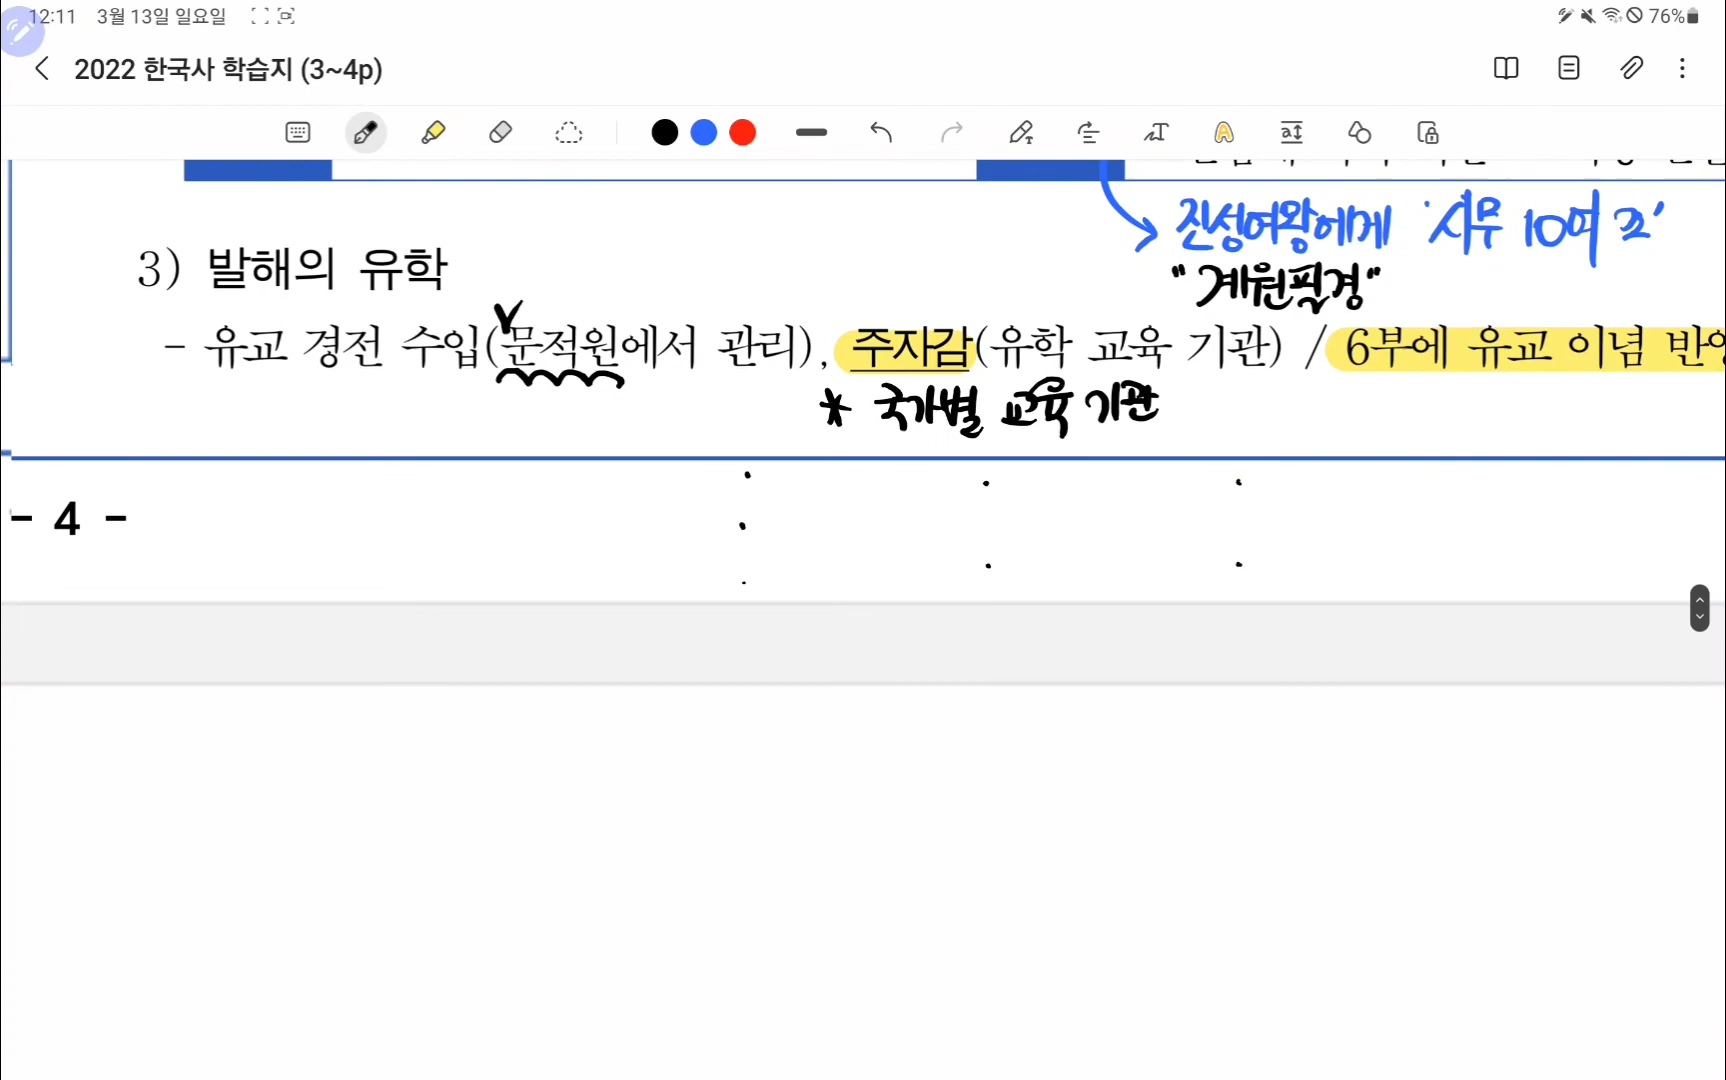 12:11 3월 13일 일요일 76%
2022 한국사 학습지 (3~4p)
진성여왕에게 '시무 10여 조'
3) 발해의 유학
"계원필경"
- 유교 경전 수입(문적원에서 관리), 주자감(유학 교육 기관) / 6부에 유교 이념
* 국가별 교육 기관
- 4 -